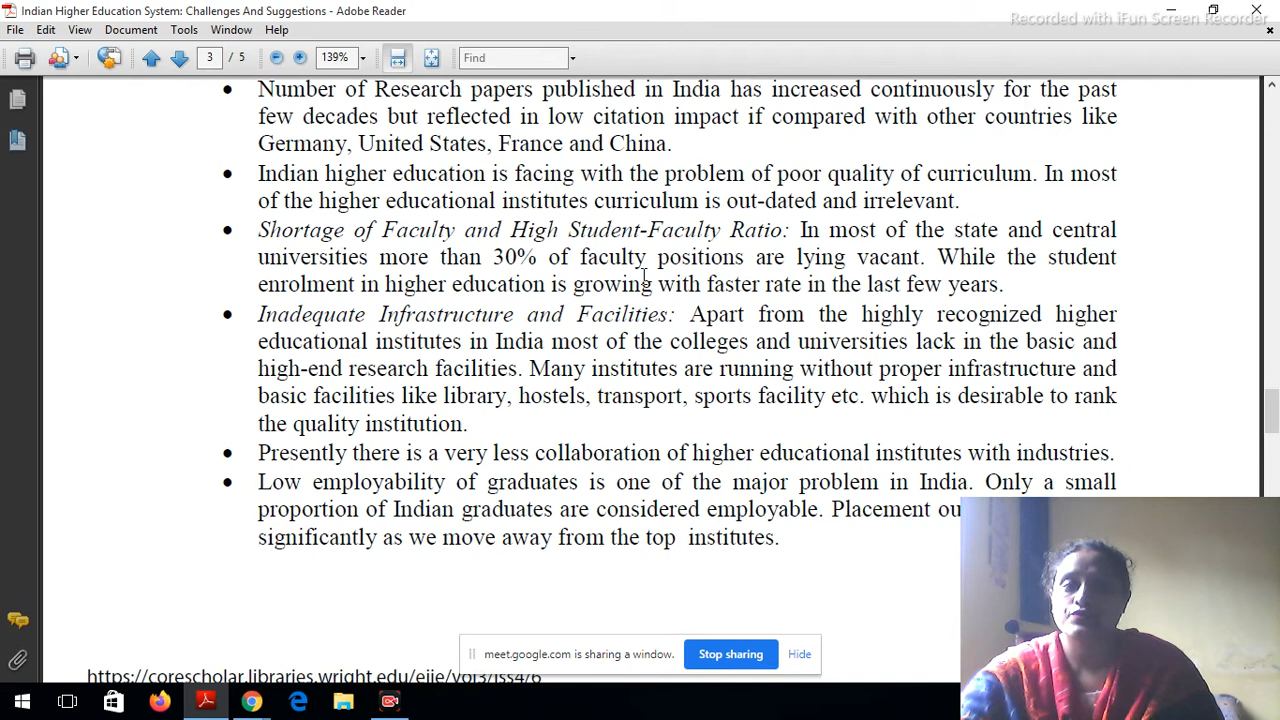 Indian Higher Education System: Challenges And Suggestions - Adobe Reader
Recorded with iFun Screen Recorder
File Edit View Document Tools Window Help
3 / 5 139% Find
Number of Research papers published in India has increased continuously for the past
few decades but reflected in low citation impact if compared with other countries like
Germany, United States, France and China.
Indian higher education is facing with the problem of poor quality of curriculum. In most
of the higher educational institutes curriculum is out-dated and irrelevant.
Shortage of Faculty and High Student-Faculty Ratio: In most of the state and central
universities more than 30% of faculty positions are lying vacant. While the student
enrolment in higher education is growing with faster rate in the last few years.
Inadequate Infrastructure and Facilities: Apart from the highly recognized higher
educational institutes in India most of the colleges and universities lack in the basic and
high-end research facilities. Many institutes are running without proper infrastructure and
basic facilities like library, hostels, transport, sports facility etc. which is desirable to rank
the quality institution.
Presently there is a very less collaboration of higher educational institutes with industries.
Low employability of graduates is one of the major problem in India. Only a small
proportion of Indian graduates are considered employable. Placement
significantly as we move away from the top institutes.
meet.google.com is sharing a window. Stop sharing Hide
https://corescholar.libraries.wright.edu/ejie/vol3/iss4/6